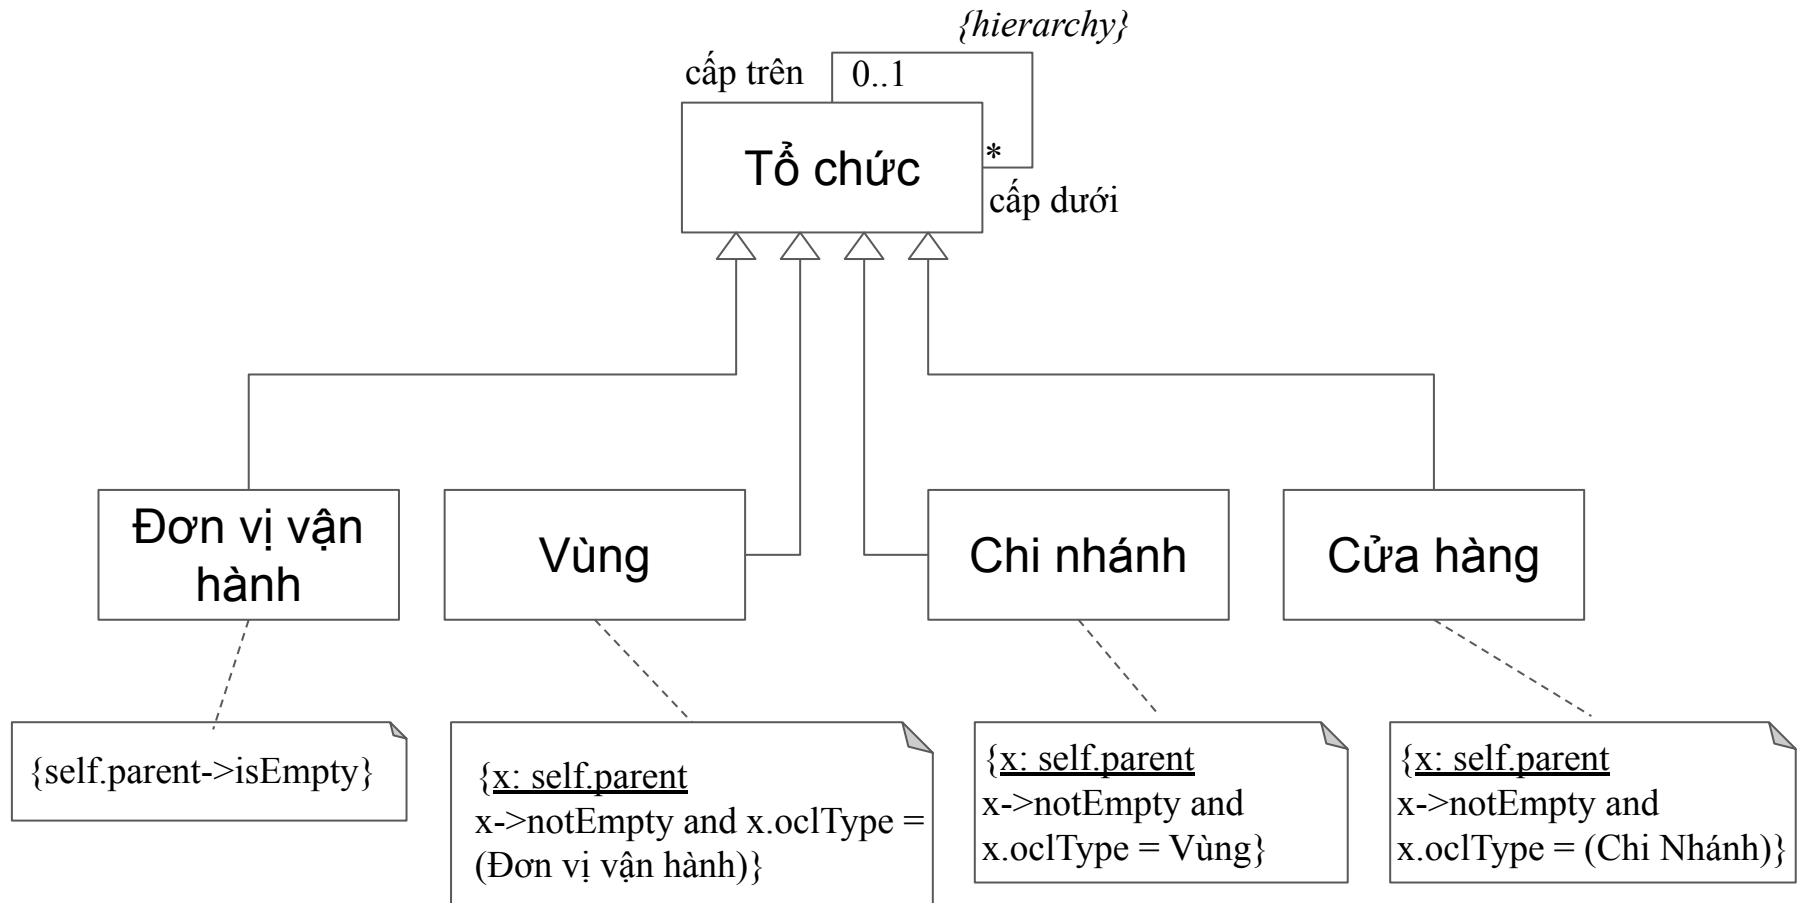 {hierarchy}
cấp trên
0..1
Tổ chức
*
cấp dưới
Đơn vị vận
hành
Vùng
Chi nhánh
Cửa hàng
{self.parent->isEmpty}
{x: self.parent
x->notEmpty and x.oclType =
(Đơn vị vận hành)}
{x: self.parent
x->notEmpty and
x.oclType = Vùng}
{x: self.parent
x->notEmpty and
x.oclType = (Chi Nhánh)}